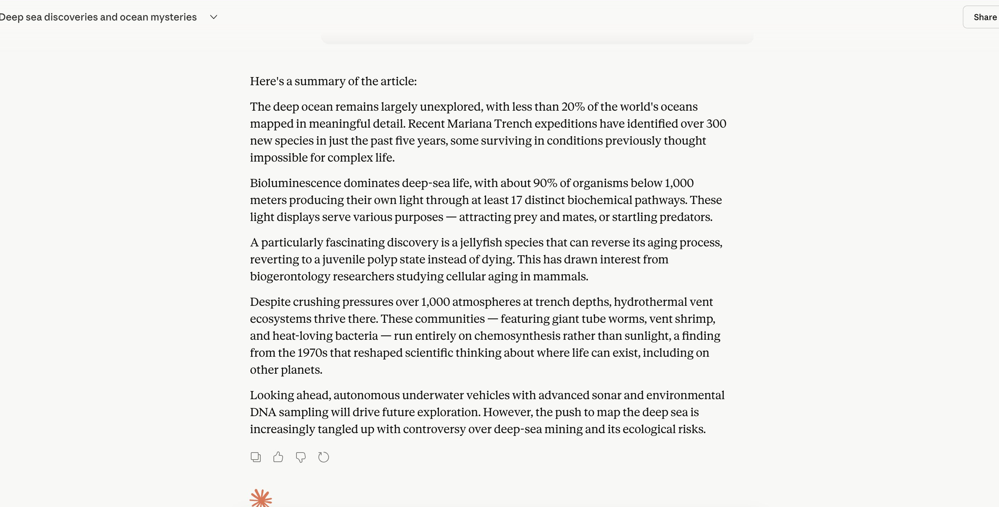 Deep sea discoveries and ocean mysteries
Share
Here's a summary of the article:
The deep ocean remains largely unexplored, with less than 20% of the world's oceans
mapped in meaningful detail. Recent Mariana Trench expeditions have identified over 300
new species in just the past five years, some surviving in conditions previously thought
impossible for complex life.
Bioluminescence dominates deep-sea life, with about 90% of organisms below 1,000
meters producing their own light through at least 17 distinct biochemical pathways. These
light displays serve various purposes — attracting prey and mates, or startling predators.
A particularly fascinating discovery is a jellyfish species that can reverse its aging process,
reverting to a juvenile polyp state instead of dying. This has drawn interest from
biogerontology researchers studying cellular aging in mammals.
Despite crushing pressures over 1,000 atmospheres at trench depths, hydrothermal vent
ecosystems thrive there. These communities — featuring giant tube worms, vent shrimp,
and heat-loving bacteria — run entirely on chemosynthesis rather than sunlight, a finding
from the 1970s that reshaped scientific thinking about where life can exist, including on
other planets.
Looking ahead, autonomous underwater vehicles with advanced sonar and environmental
DNA sampling will drive future exploration. However, the push to map the deep sea is
increasingly tangled up with controversy over deep-sea mining and its ecological risks.